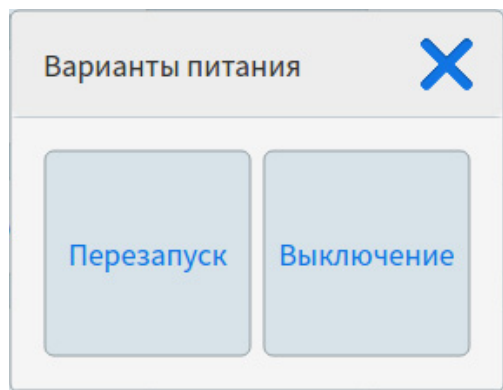 Варианты питания
Перезапуск
Выключение